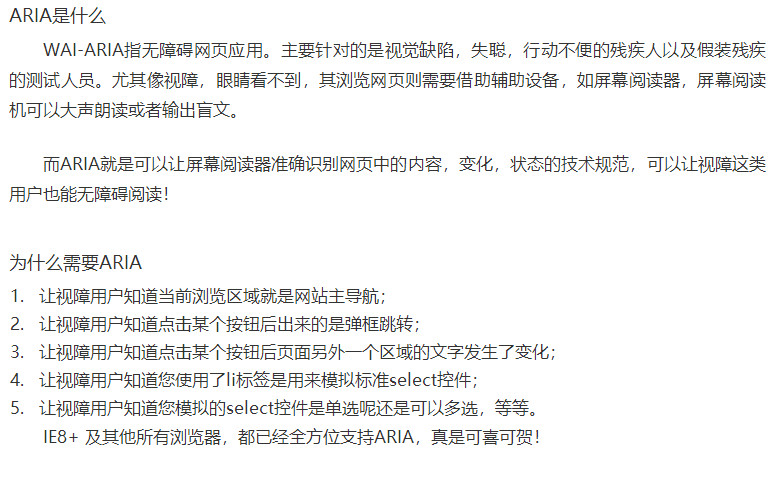 ARIA是什么
WAI-ARIA指无障碍网页应用。主要针对的是视觉缺陷，失聪，行动不便的残疾人以及假装残疾
的测试人员。尤其像视障，眼睛看不到，其浏览网页则需要借助辅助设备，如屏幕阅读器，屏幕阅读
机可以大声朗读或者输出盲文。
而ARIA就是可以让屏幕阅读器准确识别网页中的内容，变化，状态的技术规范，可以让视障这类
用户也能无障碍阅读！
为什么需要ARIA
1. 让视障用户知道当前浏览区域就是网站主导航；
2. 让视障用户知道点击某个按钮后出来的是弹框跳转；
3. 让视障用户知道点击某个按钮后页面另外一个区域的文字发生了变化；
4. 让视障用户知道您使用了li标签是用来模拟标准select控件；
5. 让视障用户知道您模拟的select控件是单选呢还是可以多选，等等。
IE8+ 及其他所有浏览器，都已经全方位支持ARIA，真是可喜可贺！